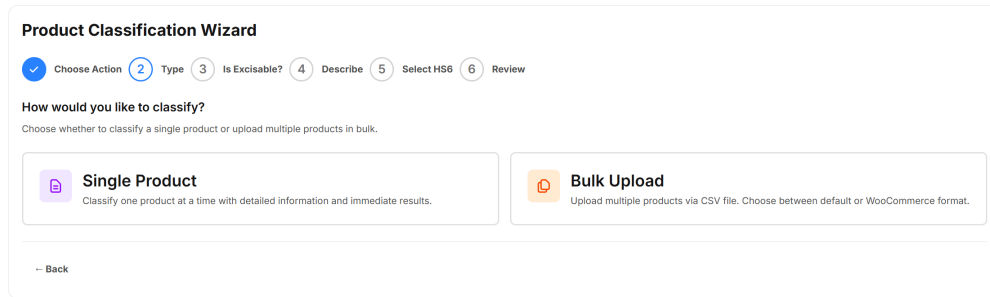 Product Classification Wizard
Choose Action 2 Type 3 Is Excisable? 4 Describe 5 Select HS6 6 Review
How would you like to classify?
Choose whether to classify a single product or upload multiple products in bulk.
Single Product
Classify one product at a time with detailed information and immediate results.
Bulk Upload
Upload multiple products via CSV file. Choose between default or WooCommerce format.
← Back